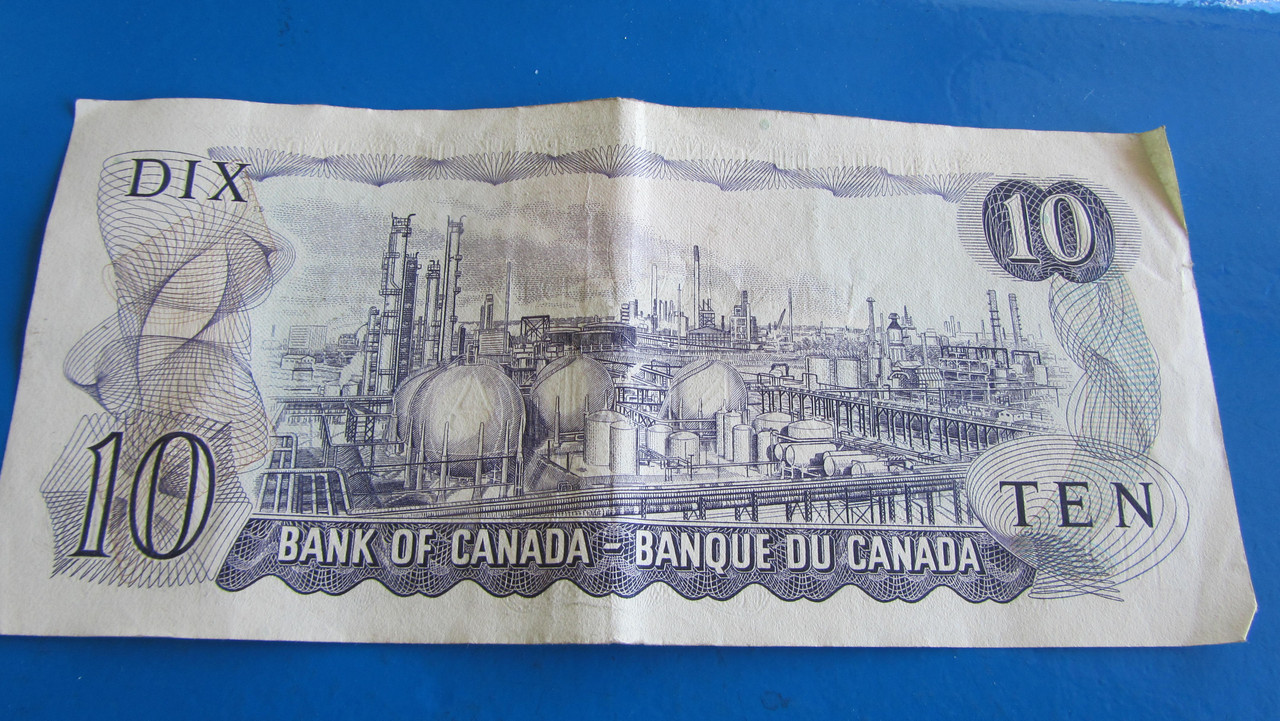 DIX
10
10
TEN
BANK OF CANADA – BANQUE DU CANADA